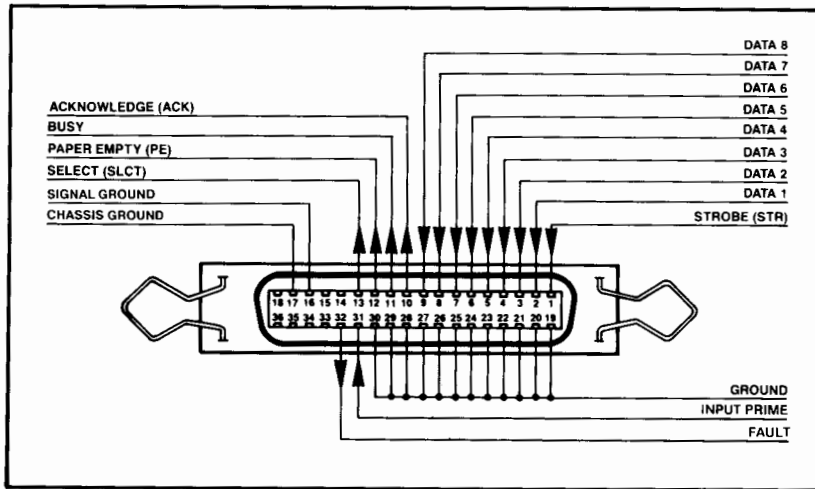 DATA 8
DATA 7
DATA 6
DATA 5
DATA 4
DATA 3
DATA 2
DATA 1
STROBE (STR)
ACKNOWLEDGE (ACK)
BUSY
PAPER EMPTY (PE)
SELECT (SLCT)
SIGNAL GROUND
CHASSIS GROUND
18 17 16 15 14 13 12 11 10 9 8 7 6 5 4 3 2 1
36 35 34 33 32 31 30 29 28 27 26 25 24 23 22 21 20 19
GROUND
INPUT PRIME
FAULT